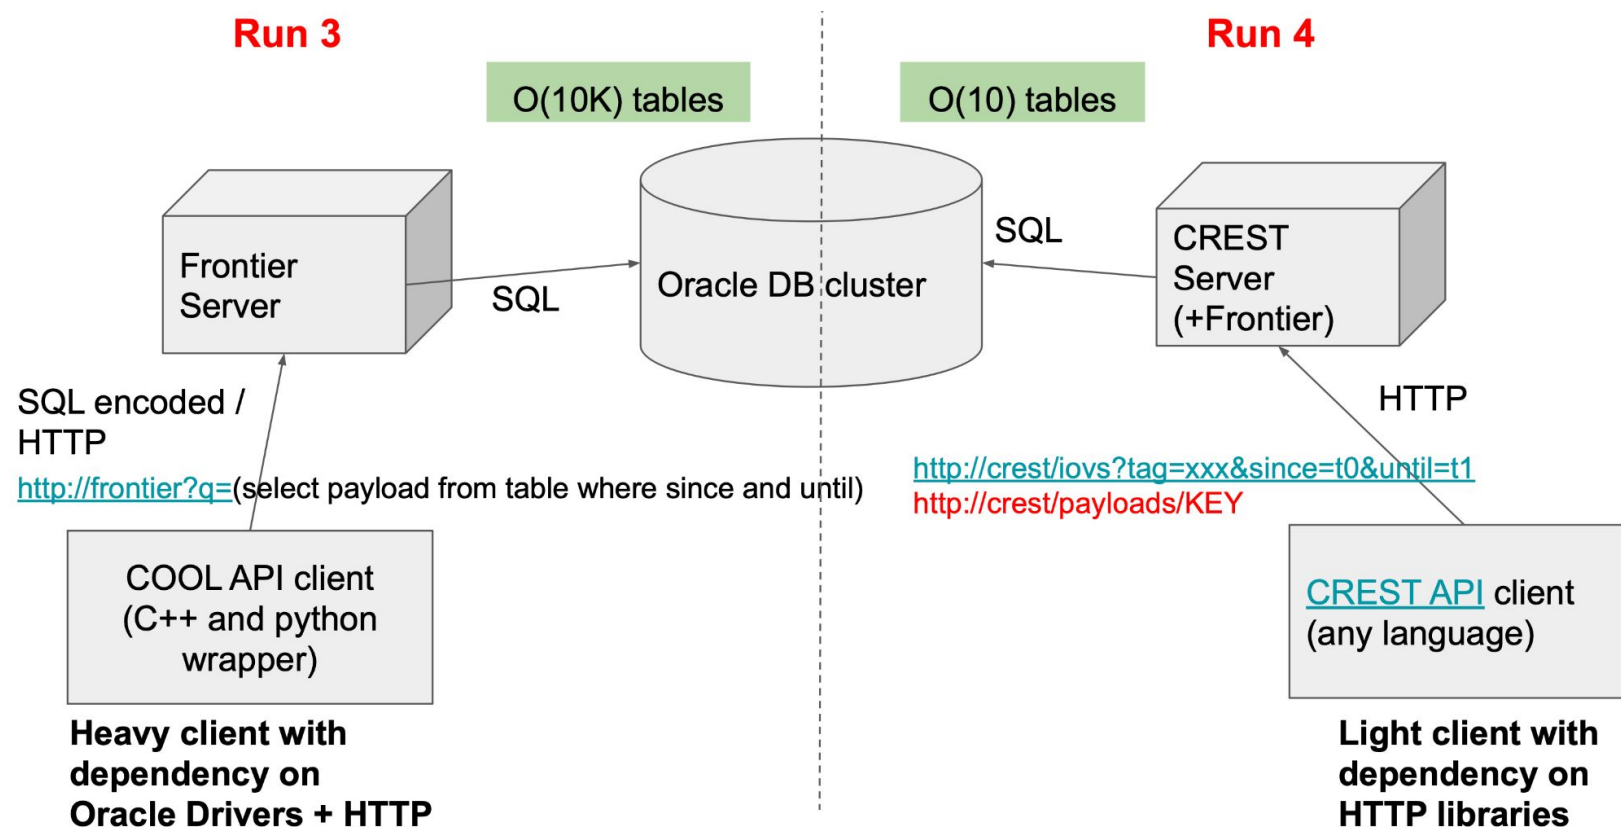 Run 3
Run 4
O(10K) tables
O(10) tables
Frontier
Server
SQL
Oracle DB cluster
SQL
CREST
Server
(+Frontier)
SQL encoded /
HTTP
http://frontier?q=(select payload from table where since and until)
HTTP
http://crest/iovs?tag=xxx&since=t0&until=t1
http://crest/payloads/KEY
COOL API client
(C++ and python
wrapper)
CREST API client
(any language)
Heavy client with
dependency on
Oracle Drivers + HTTP
Light client with
dependency on
HTTP libraries